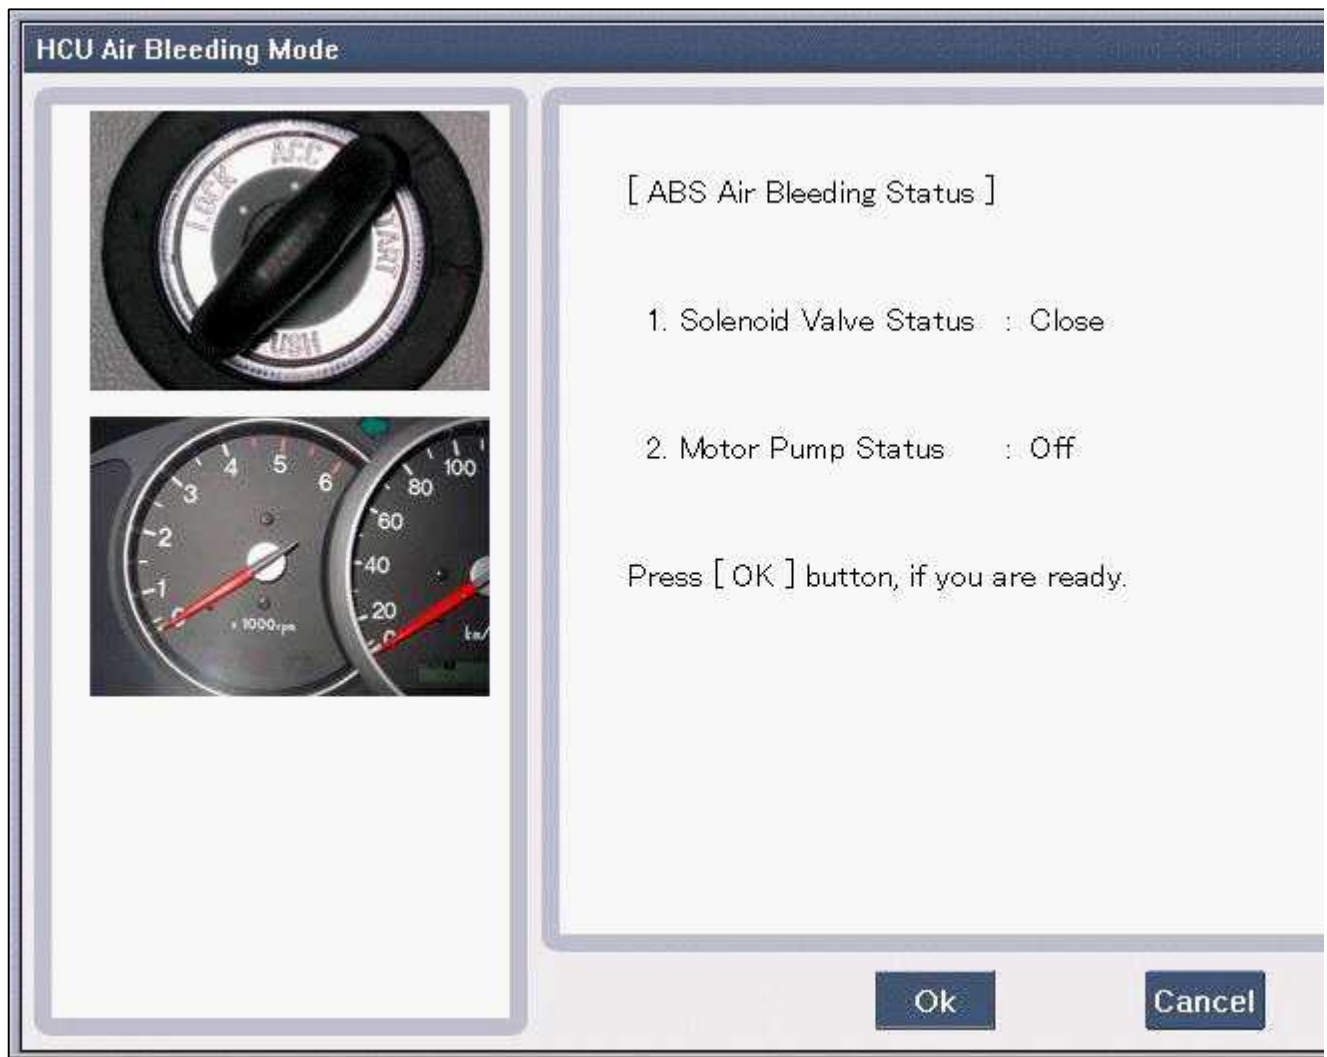 HCU Air Bleeding Mode
LOCK
ACC
START
PUSH
1
2
3
4
5
6
x 1000rpm
0
20
40
60
80
100
km/
[ ABS Air Bleeding Status ]
1. Solenoid Valve Status : Close
2. Motor Pump Status : Off
Press [ OK ] button, if you are ready.
Ok
Cancel